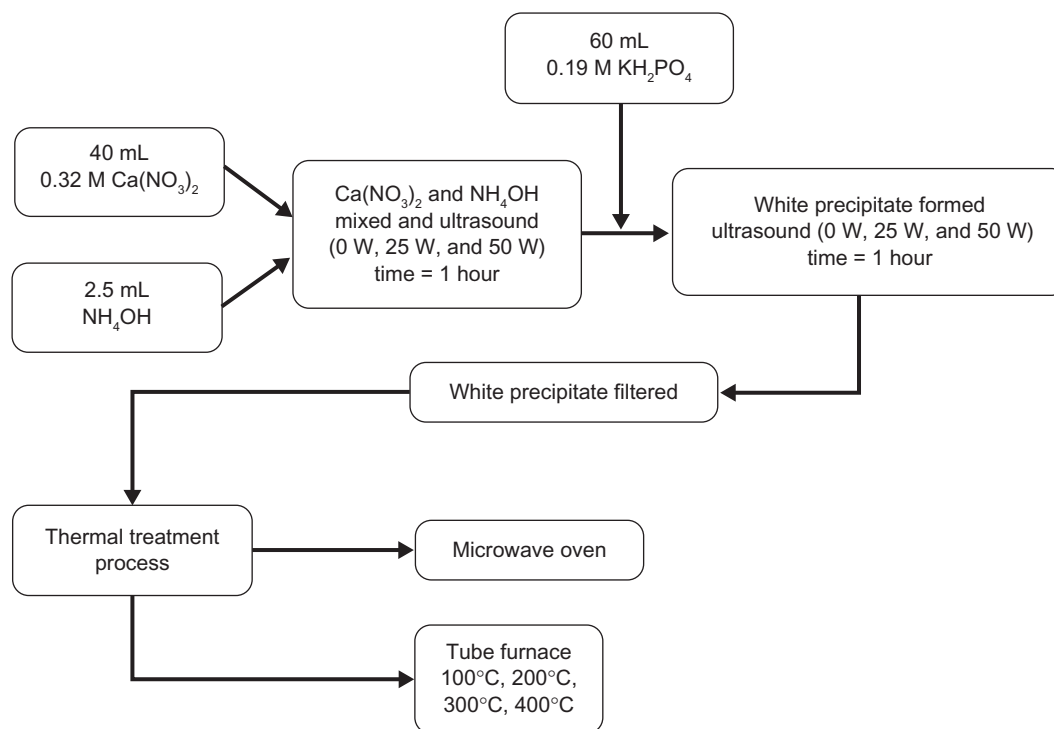 60 mL
0.19 M KH₂PO₄
40 mL
0.32 M Ca(NO₃)₂
Ca(NO₃)₂ and NH₄OH
mixed and ultrasound
(0 W, 25 W, and 50 W)
time = 1 hour
White precipitate formed
ultrasound (0 W, 25 W, and 50 W)
time = 1 hour
2.5 mL
NH₄OH
White precipitate filtered
Thermal treatment
process
Microwave oven
Tube furnace
100°C, 200°C,
300°C, 400°C